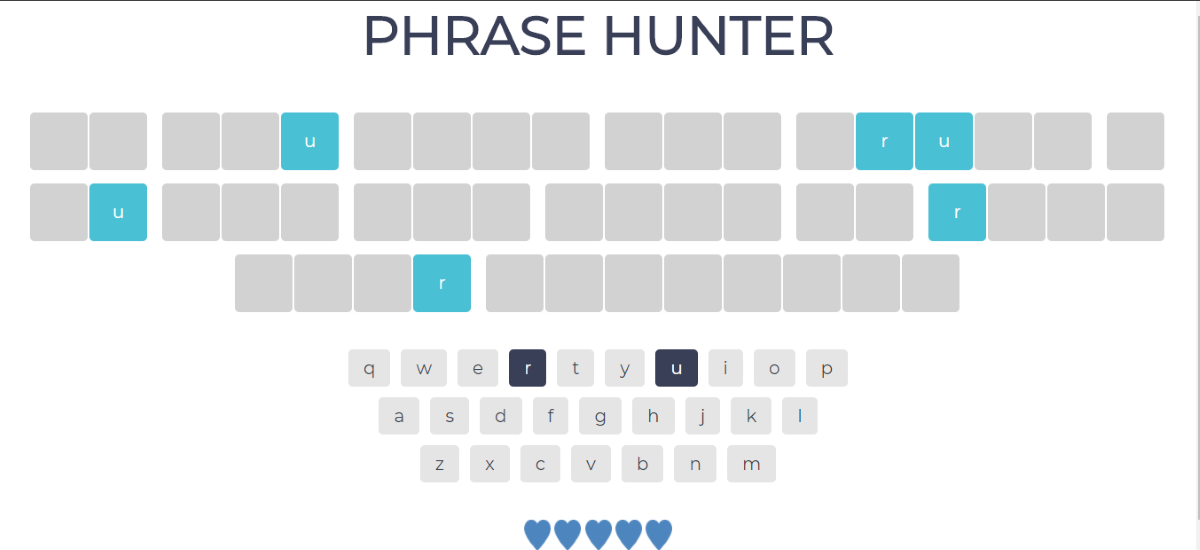 PHRASE HUNTER
u r u
u r
r
q w e r t y u i o p
a s d f g h j k l
z x c v b n m